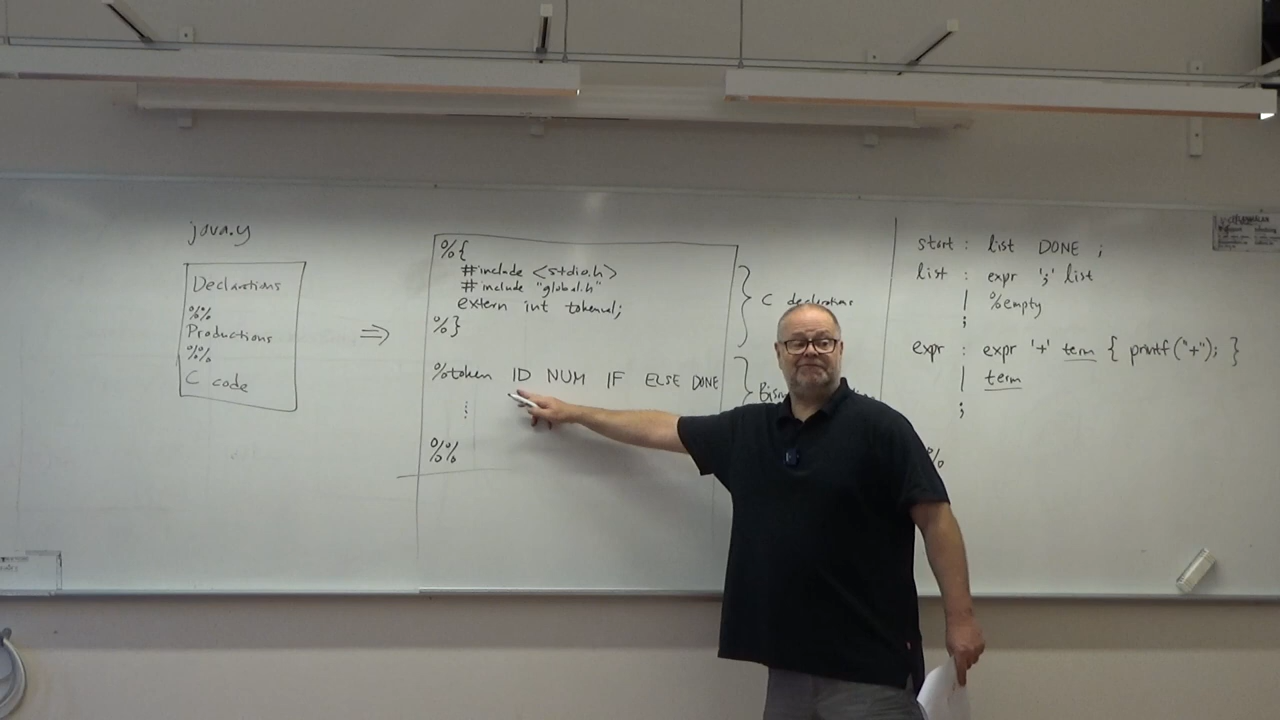 java.y
Declarations
%%
Productions
%%
C code
⇒
%{
#include <stdio.h>
#include "global.h"
extern int tokenval;
%}
%token ID NUM IF ELSE DONE
⋮
%%
C declarations
start : list DONE ;
list : expr ';' list
| %empty
;
expr : expr '+' term { printf("+"); }
| term
;